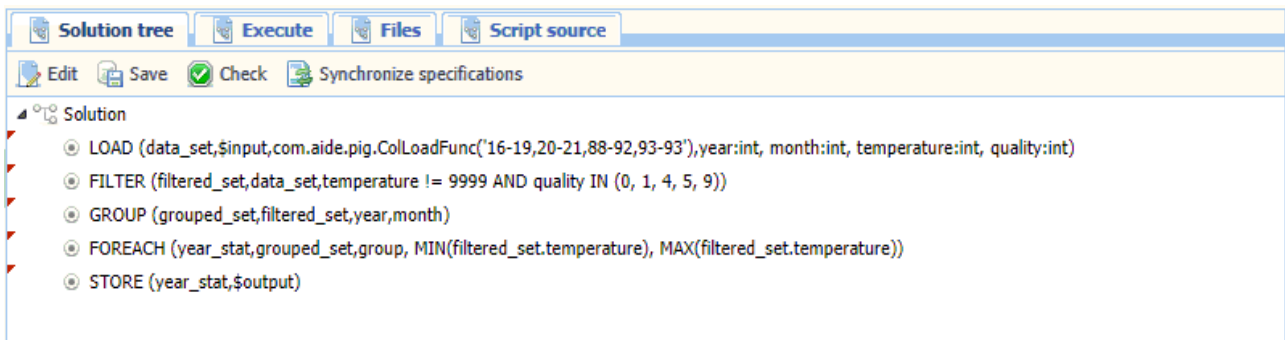 Solution tree Execute Files Script source
Edit Save Check Synchronize specifications
Solution
LOAD (data_set,$input,com.aide.pig.ColLoadFunc('16-19,20-21,88-92,93-93'),year:int, month:int, temperature:int, quality:int)
FILTER (filtered_set,data_set,temperature != 9999 AND quality IN (0, 1, 4, 5, 9))
GROUP (grouped_set,filtered_set,year,month)
FOREACH (year_stat,grouped_set,group, MIN(filtered_set.temperature), MAX(filtered_set.temperature))
STORE (year_stat,$output)